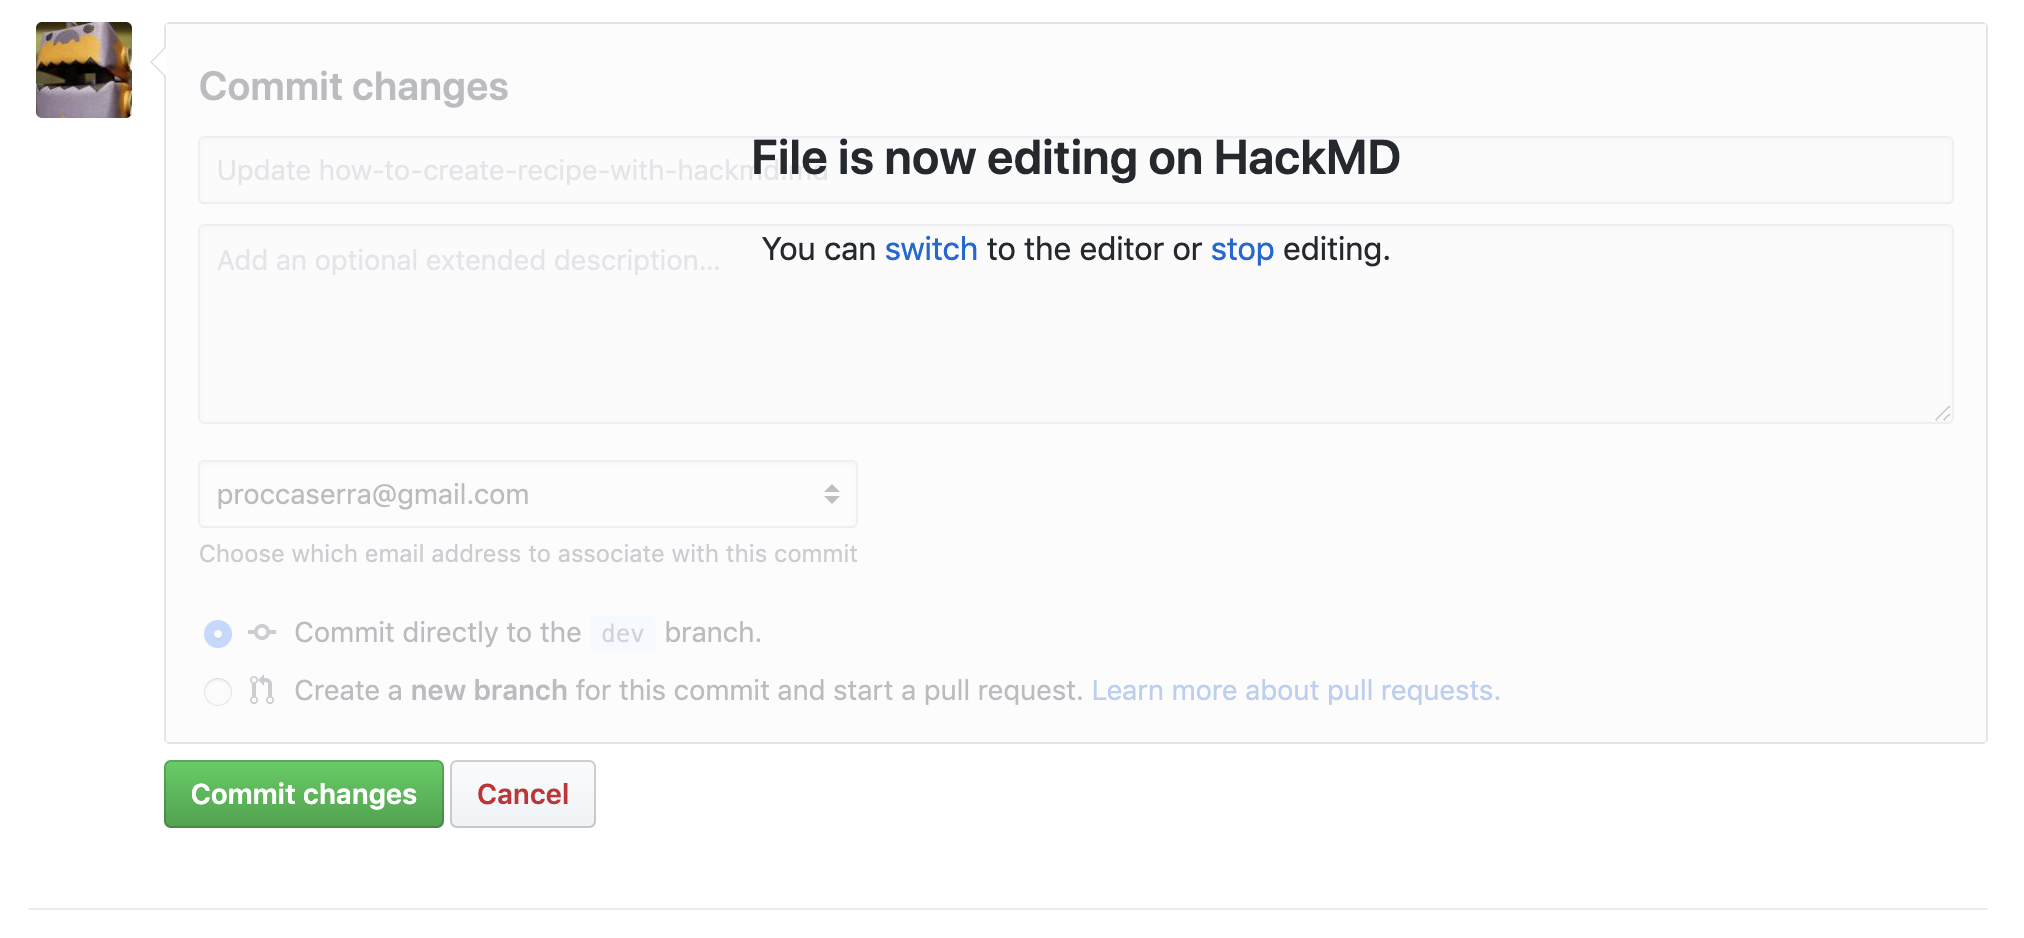 Commit changes
Update how-to-create-recipe-with-hackmd.md
File is now editing on HackMD
Add an optional extended description...
You can switch to the editor or stop editing.
proccaserra@gmail.com
Choose which email address to associate with this commit
Commit directly to the dev branch.
Create a new branch for this commit and start a pull request. Learn more about pull requests.
Commit changes
Cancel